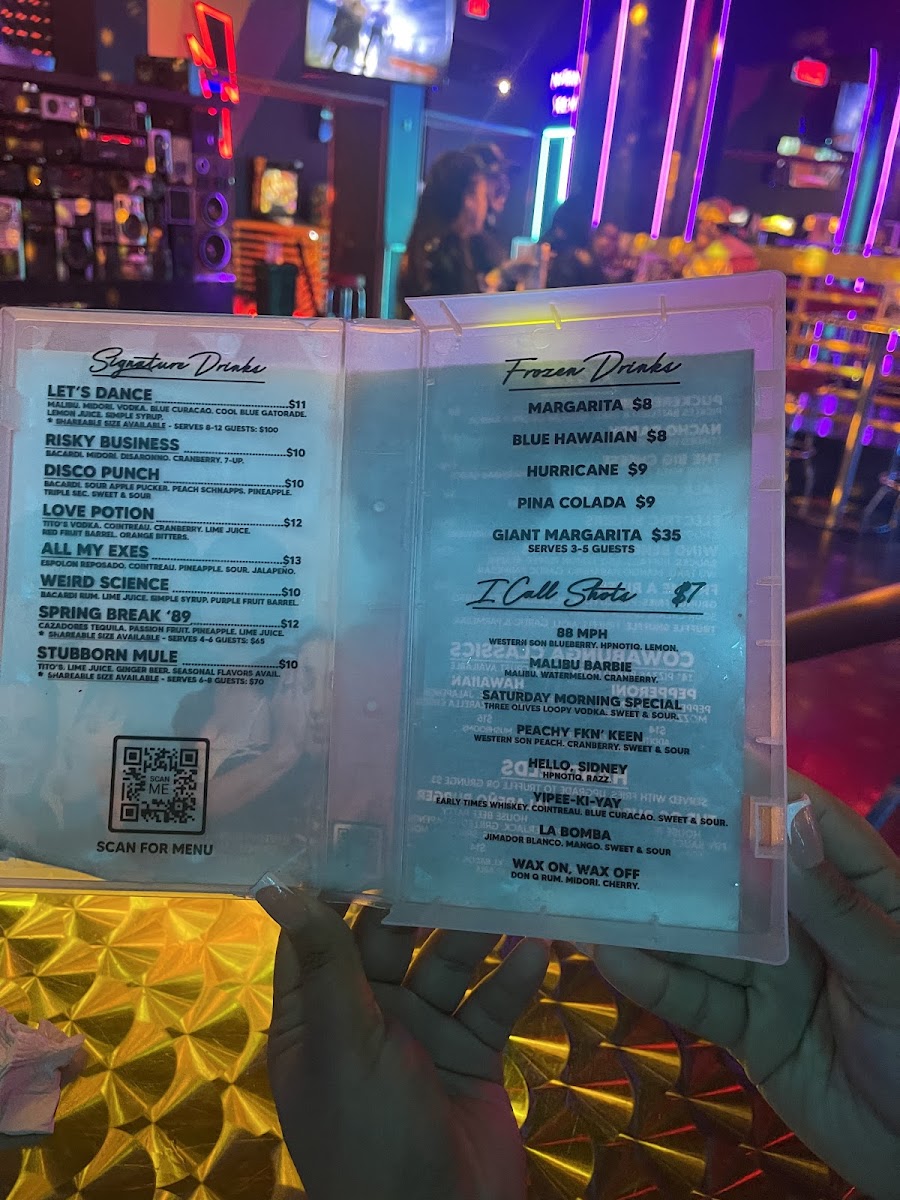 Signature Drinks
LET'S DANCE ........ $11
MALIBU. MIDORI. VODKA. BLUE CURACAO. COOL BLUE GATORADE.
LEMON JUICE. SIMPLE SYRUP.
* SHAREABLE SIZE AVAILABLE - SERVES 8-12 GUESTS: $100
RISKY BUSINESS ........ $10
BACARDI. MIDORI. DISARONNO. CRANBERRY. 7-UP.
DISCO PUNCH ........ $10
BACARDI. SOUR APPLE PUCKER. PEACH SCHNAPPS. PINEAPPLE.
TRIPLE SEC. SWEET & SOUR
LOVE POTION ........ $12
TITO'S VODKA. COINTREAU. CRANBERRY. LIME JUICE.
RED FRUIT BARREL. ORANGE BITTERS.
ALL MY EXES ........ $13
ESPOLON REPOSADO. COINTREAU. PINEAPPLE. SOUR. JALAPEÑO.
WEIRD SCIENCE ........ $10
BACARDI RUM. LIME JUICE. SIMPLE SYRUP. PURPLE FRUIT BARREL.
SPRING BREAK '89 ........ $12
CAZADORES TEQUILA. PASSION FRUIT. PINEAPPLE. LIME JUICE.
* SHAREABLE SIZE AVAILABLE - SERVES 4-6 GUESTS: $65
STUBBORN MULE ........ $10
TITO'S. LIME JUICE. GINGER BEER. SEASONAL FLAVORS AVAIL.
* SHAREABLE SIZE AVAILABLE - SERVES 6-8 GUESTS: $70
SCAN
ME
SCAN FOR MENU
Frozen Drinks
MARGARITA $8
BLUE HAWAIIAN $8
HURRICANE $9
PINA COLADA $9
GIANT MARGARITA $35
SERVES 3-5 GUESTS
I Call Shots $7
88 MPH
WESTERN SON BLUEBERRY. HPNOTIQ. LEMON.
MALIBU BARBIE
MALIBU. WATERMELON. CRANBERRY.
SATURDAY MORNING SPECIAL
THREE OLIVES LOOPY VODKA. SWEET & SOUR.
PEACHY FKN' KEEN
WESTERN SON PEACH. CRANBERRY. SWEET & SOUR
HELLO, SIDNEY
HPNOTIQ. RAZZ.
YIPEE-KI-YAY
EARLY TIMES WHISKEY. COINTREAU. BLUE CURACAO. SWEET & SOUR.
LA BOMBA
JIMADOR BLANCO. MANGO. SWEET & SOUR
WAX ON, WAX OFF
DON Q RUM. MIDORI. CHERRY.